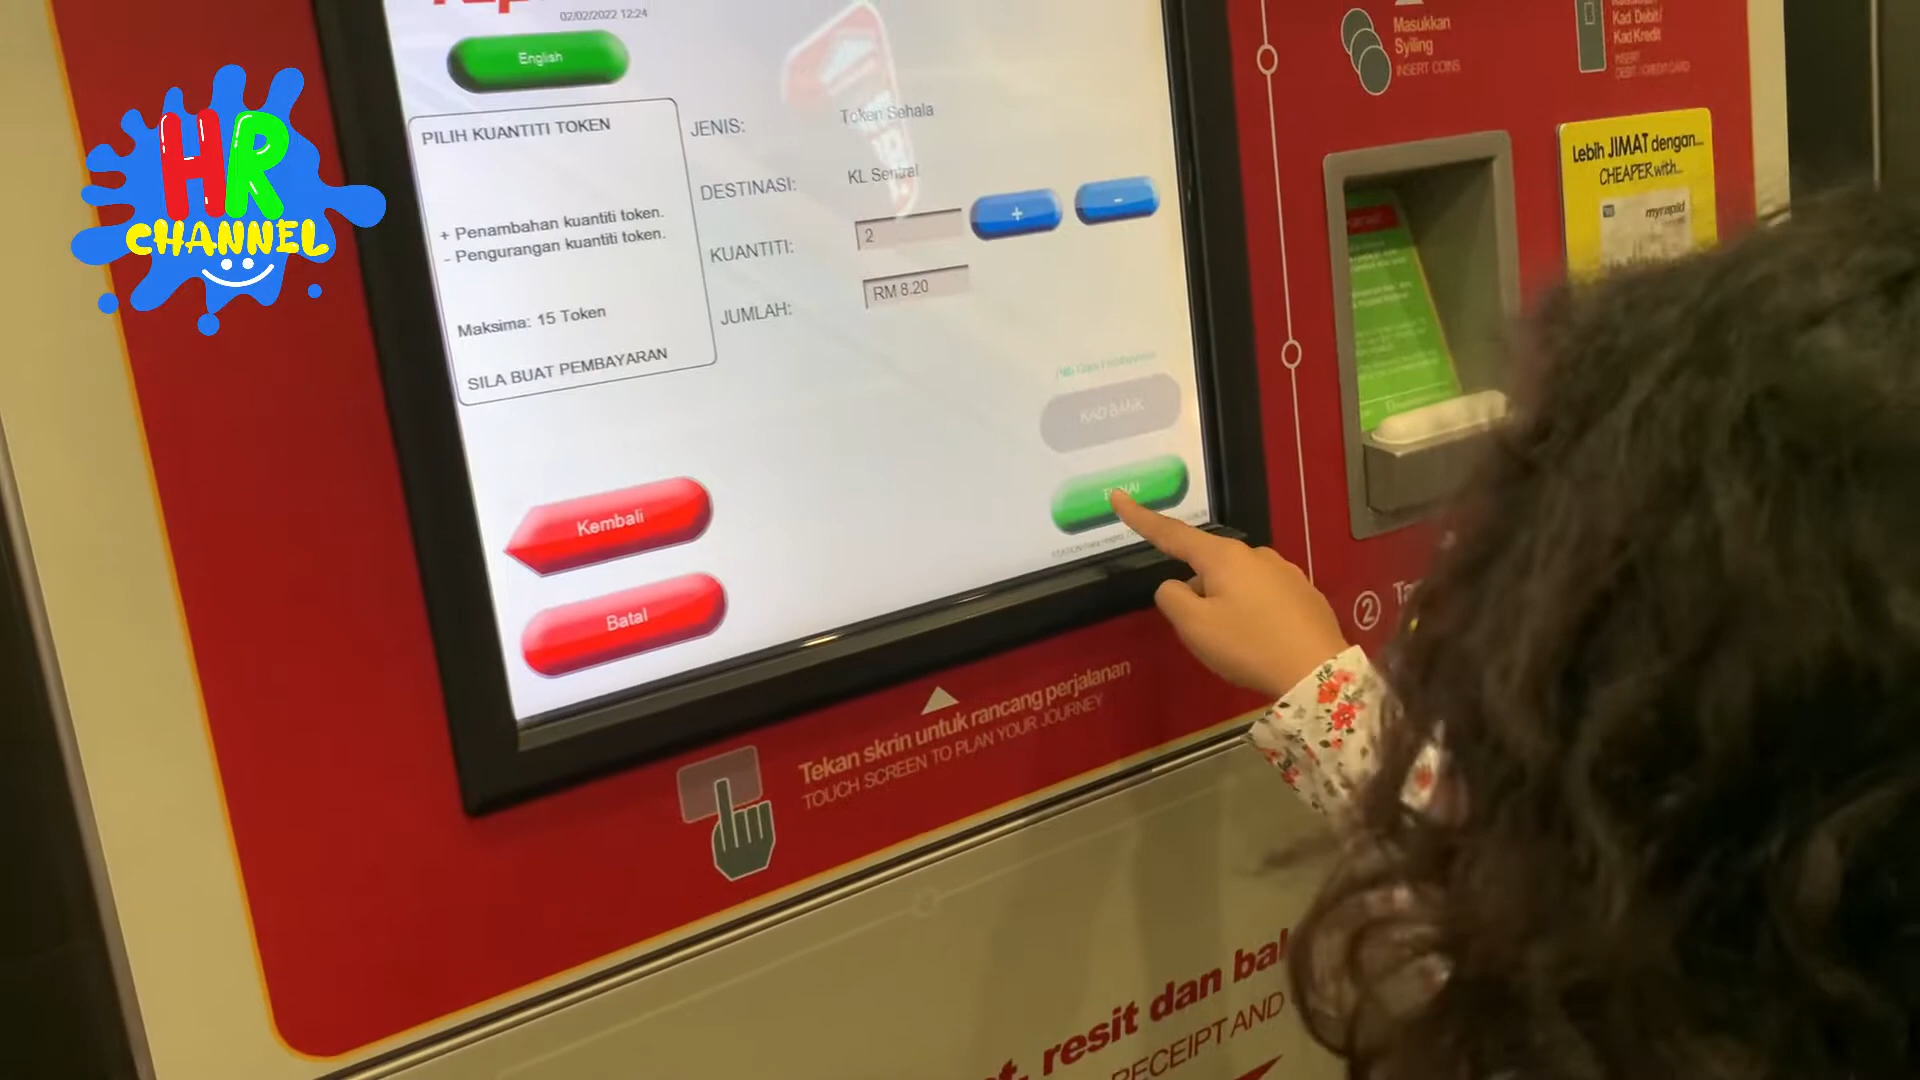 02/02/2022 12:24
English
PILIH KUANTITI TOKEN
+ Penambahan kuantiti token.
- Pengurangan kuantiti token.
Maksima: 15 Token
SILA BUAT PEMBAYARAN
JENIS:
Token Sehala
DESTINASI:
KL Sentral
KUANTITI:
2
+
-
JUMLAH:
RM 8.20
KAD BANK
Kembali
Batal
Tekan skrin untuk rancang perjalanan
TOUCH SCREEN TO PLAN YOUR JOURNEY
Masukkan
Syiling
INSERT COINS
Kad Debit/
Kad Kredit
INSERT
DEBIT / CREDIT CARD
Lebih JIMAT dengan...
CHEAPER with...
myrapid
2
resit dan
RECEIPT AND
HR
CHANNEL